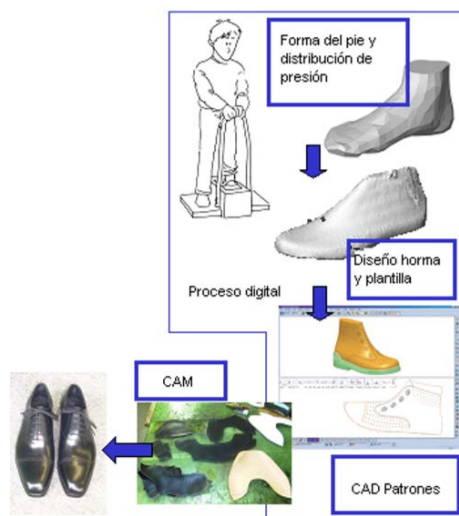 Forma del pie y
distribución de
presión
Diseño horma
y plantilla
Proceso digital
CAM
CAD Patrones